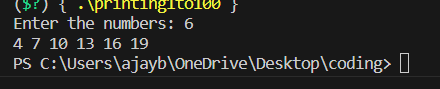 ($?) { .\printing1to100 }
Enter the numbers: 6
4 7 10 13 16 19
PS C:\Users\ajayb\OneDrive\Desktop\coding>